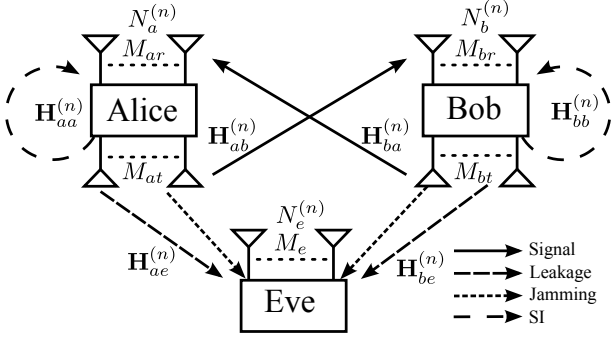 N_a^{(n)}
M_{ar}
Alice
M_{at}
H_{aa}^{(n)}
H_{ab}^{(n)}
H_{ba}^{(n)}
N_b^{(n)}
M_{br}
Bob
M_{bt}
H_{bb}^{(n)}
H_{ae}^{(n)}
N_e^{(n)}
M_e
Eve
H_{be}^{(n)}
Signal
Leakage
Jamming
SI